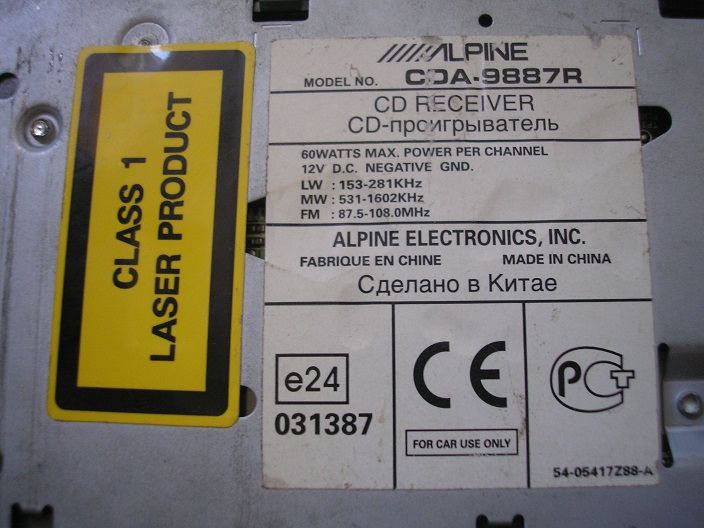 CLASS 1
LASER PRODUCT
ALPINE
MODEL NO. CDA-9887R
CD RECEIVER
CD-проигрыватель
60WATTS MAX. POWER PER CHANNEL
12V D.C. NEGATIVE GND.
LW : 153-281KHz
MW : 531-1602KHz
FM : 87.5-108.0MHz
ALPINE ELECTRONICS, INC.
FABRIQUE EN CHINE MADE IN CHINA
Сделано в Китае
e24
031387
CE
FOR CAR USE ONLY
РСТ
54-05417Z88-A